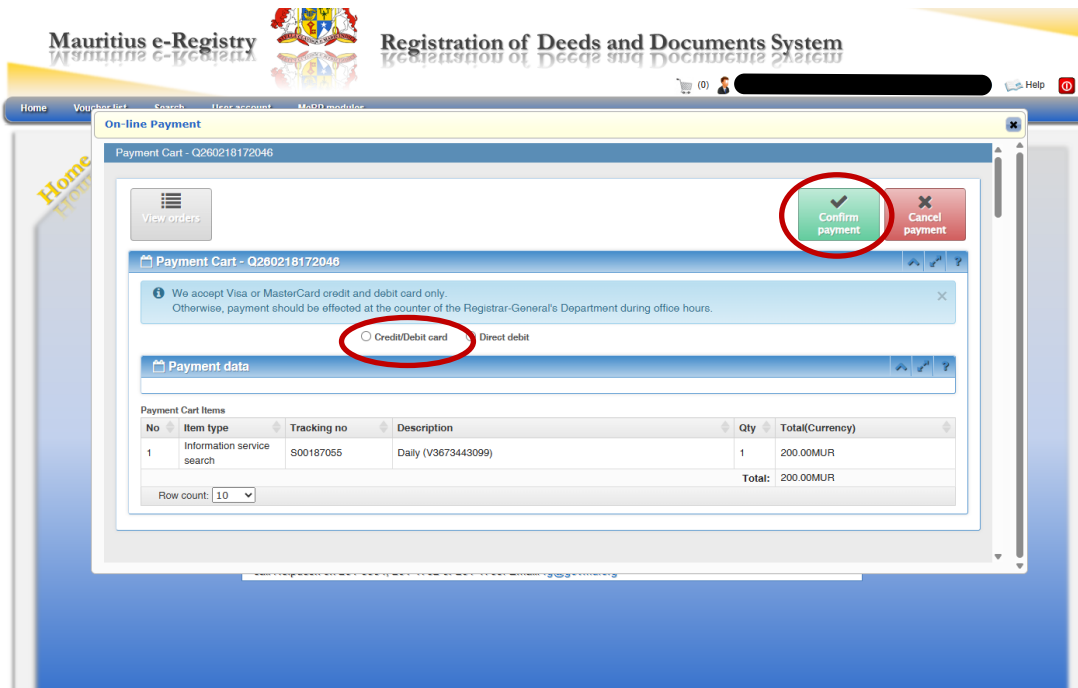 Mauritius e-Registry
Registration of Deeds and Documents System
(0)
Help
Home Voucher list Search User account MeRP modules
On-line Payment
Payment Cart - Q260218172046
Home
View orders
Confirm payment
Cancel payment
Payment Cart - Q260218172046
?
We accept Visa or MasterCard credit and debit card only.
Otherwise, payment should be effected at the counter of the Registrar-General's Department during office hours.
Credit/Debit card Direct debit
Payment data
?
Payment Cart Items
No Item type Tracking no Description Qty Total(Currency)
1 Information service search S00187055 Daily (V3673443099) 1 200.00MUR
Total: 200.00MUR
Row count: 10